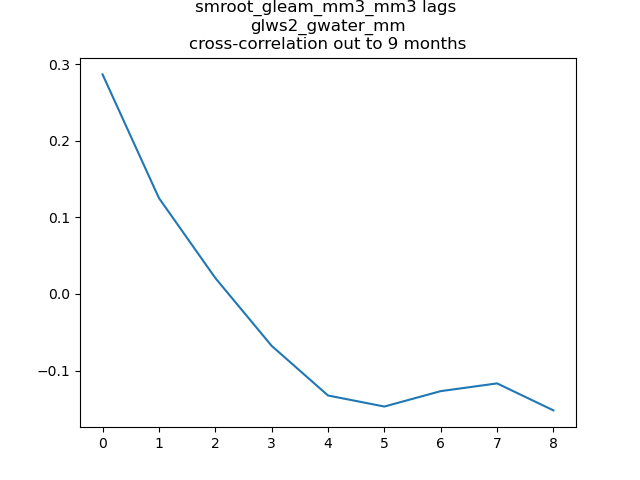 smroot_gleam_mm3_mm3 lags
glws2_gwater_mm
cross-correlation out to 9 months
0.3
0.2
0.1
0.0
−0.1
0 1 2 3 4 5 6 7 8